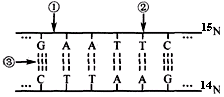 ① ②
... G A A T T C ... ¹⁵N
③
... C T T A A G ... ¹⁴N